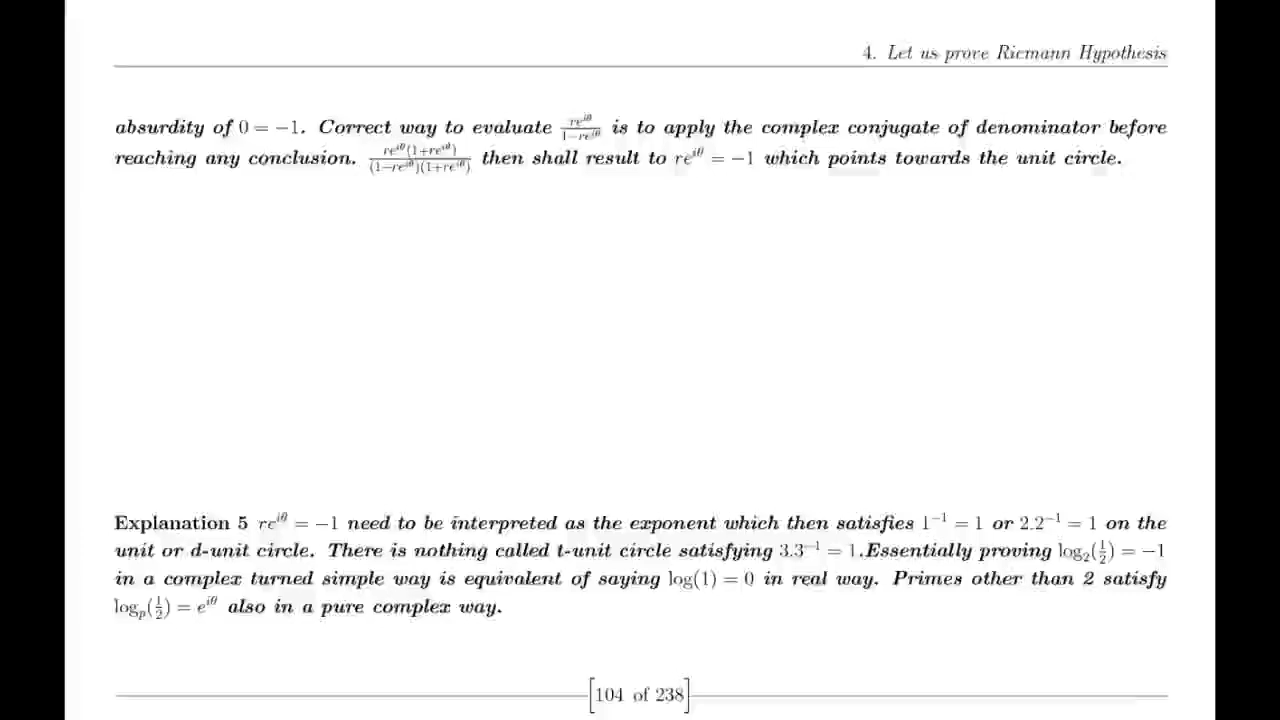 4. Let us prove Riemann Hypothesis
absurdity of 0 = −1. Correct way to evaluate re^{iθ}/(1−re^{iθ}) is to apply the complex conjugate of denominator before
reaching any conclusion. re^{iθ}(1+re^{iθ})/((1−re^{iθ})(1+re^{iθ})) then shall result to re^{iθ} = −1 which points towards the unit circle.
Explanation 5 re^{iθ} = −1 need to be interpreted as the exponent which then satisfies 1^{−1} = 1 or 2.2^{−1} = 1 on the
unit or d-unit circle. There is nothing called t-unit circle satisfying 3.3^{−1} = 1.Essentially proving log_2(1/2) = −1
in a complex turned simple way is equivalent of saying log(1) = 0 in real way. Primes other than 2 satisfy
log_p(1/2) = e^{iθ} also in a pure complex way.
[104 of 238]